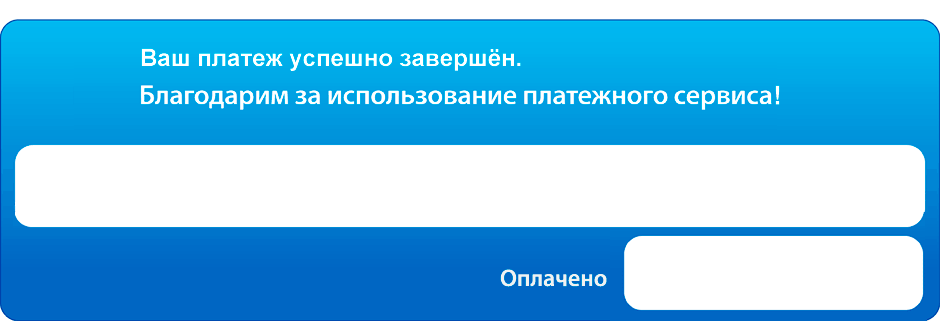 Ваш платеж успешно завершён.
Благодарим за использование платежного сервиса!
Оплачено